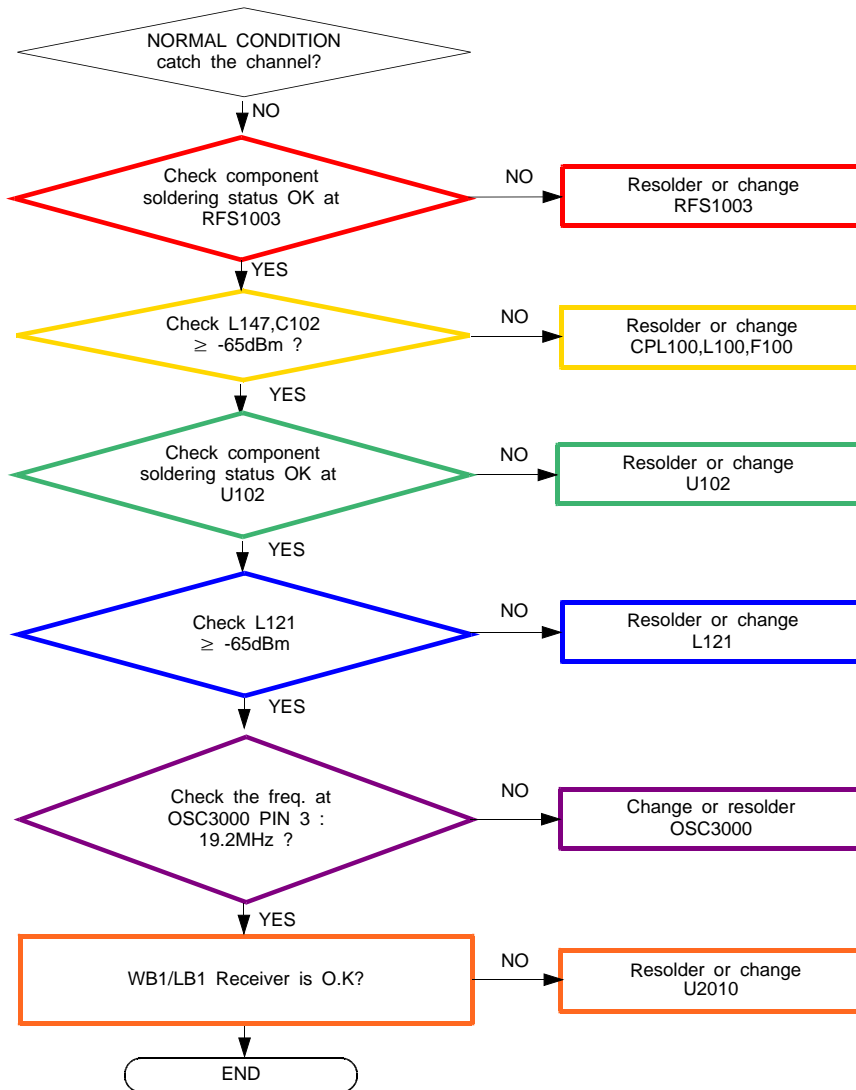 NORMAL CONDITION
catch the channel?
NO
Check component
soldering status OK at
RFS1003
NO
Resolder or change
RFS1003
YES
Check L147,C102
≥ -65dBm ?
NO
Resolder or change
CPL100,L100,F100
YES
Check component
soldering status OK at
U102
NO
Resolder or change
U102
YES
Check L121
≥ -65dBm
NO
Resolder or change
L121
YES
Check the freq. at
OSC3000 PIN 3 :
19.2MHz ?
NO
Change or resolder
OSC3000
YES
WB1/LB1 Receiver is O.K?
NO
Resolder or change
U2010
END